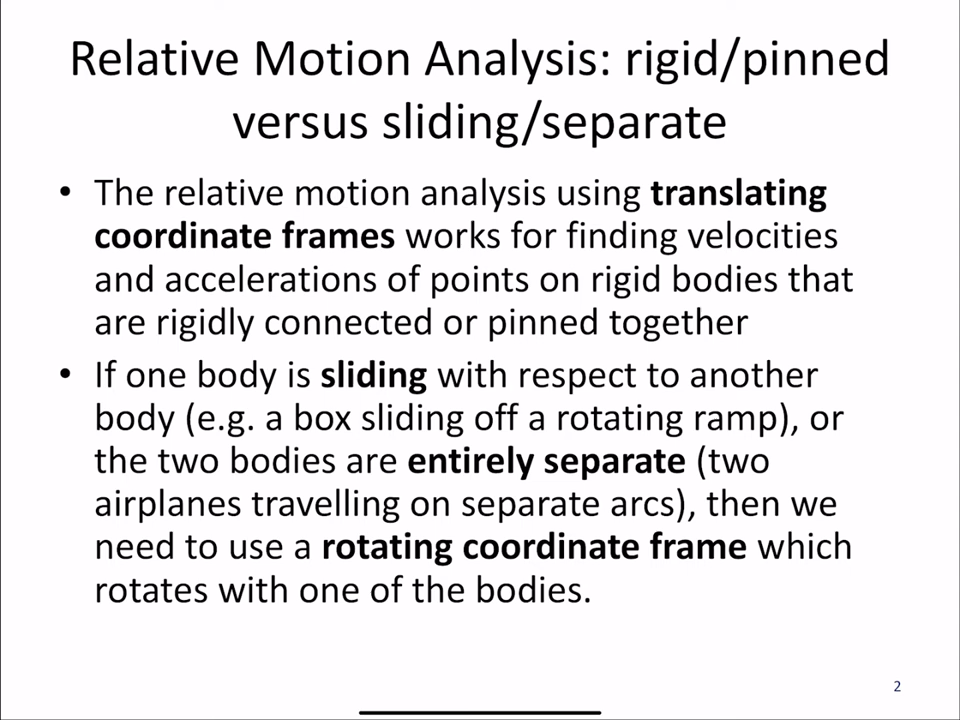 Relative Motion Analysis: rigid/pinned
versus sliding/separate
• The relative motion analysis using translating
coordinate frames works for finding velocities
and accelerations of points on rigid bodies that
are rigidly connected or pinned together
• If one body is sliding with respect to another
body (e.g. a box sliding off a rotating ramp), or
the two bodies are entirely separate (two
airplanes travelling on separate arcs), then we
need to use a rotating coordinate frame which
rotates with one of the bodies.
2